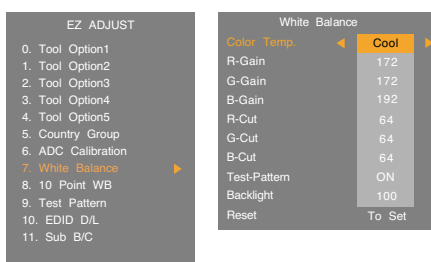 EZ ADJUST
0. Tool Option1
1. Tool Option2
2. Tool Option3
3. Tool Option4
4. Tool Option5
5. Country Group
6. ADC Calibration
7. White Balance
8. 10 Point WB
9. Test Pattern
10. EDID D/L
11. Sub B/C
White Balance
Color Temp. Cool
R-Gain 172
G-Gain 172
B-Gain 192
R-Cut 64
G-Cut 64
B-Cut 64
Test-Pattern ON
Backlight 100
Reset To Set